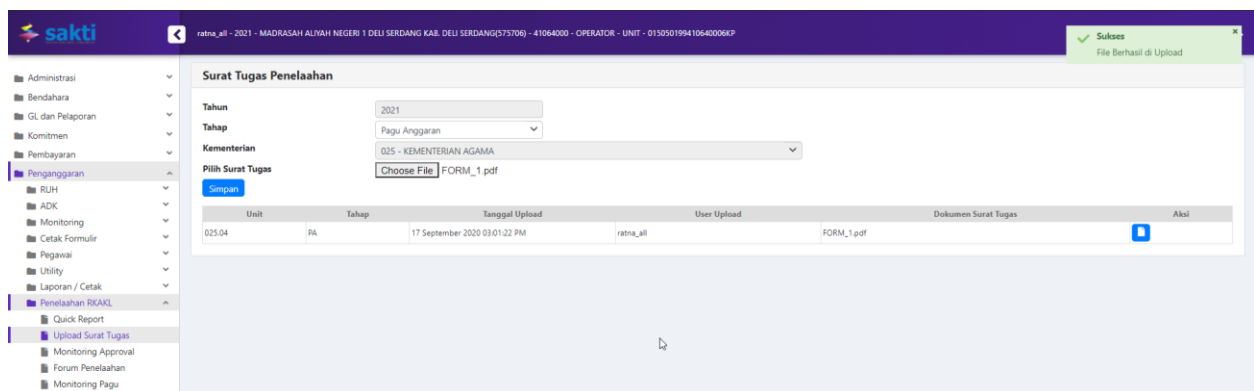 sakti
ratna_all - 2021 - MADRASAH ALIYAH NEGERI 1 DELI SERDANG KAB. DELI SERDANG(575706) - 41064000 - OPERATOR - UNIT - 015050199410640006KP
Sukses
File Berhasil di Upload
Administrasi
Bendahara
GL dan Pelaporan
Komitmen
Pembayaran
Penganggaran
RUH
ADK
Monitoring
Cetak Formulir
Pegawai
Utility
Laporan / Cetak
Penelaahan RKAKL
Quick Report
Upload Surat Tugas
Monitoring Approval
Forum Penelaahan
Monitoring Pagu
Surat Tugas Penelaahan
Tahun 2021
Tahap Pagu Anggaran
Kementerian 025 - KEMENTERIAN AGAMA
Pilih Surat Tugas Choose File FORM_1.pdf
Simpan
Unit Tahap Tanggal Upload User Upload Dokumen Surat Tugas Aksi
025.04 PA 17 September 2020 03:01:22 PM ratna_all FORM_1.pdf